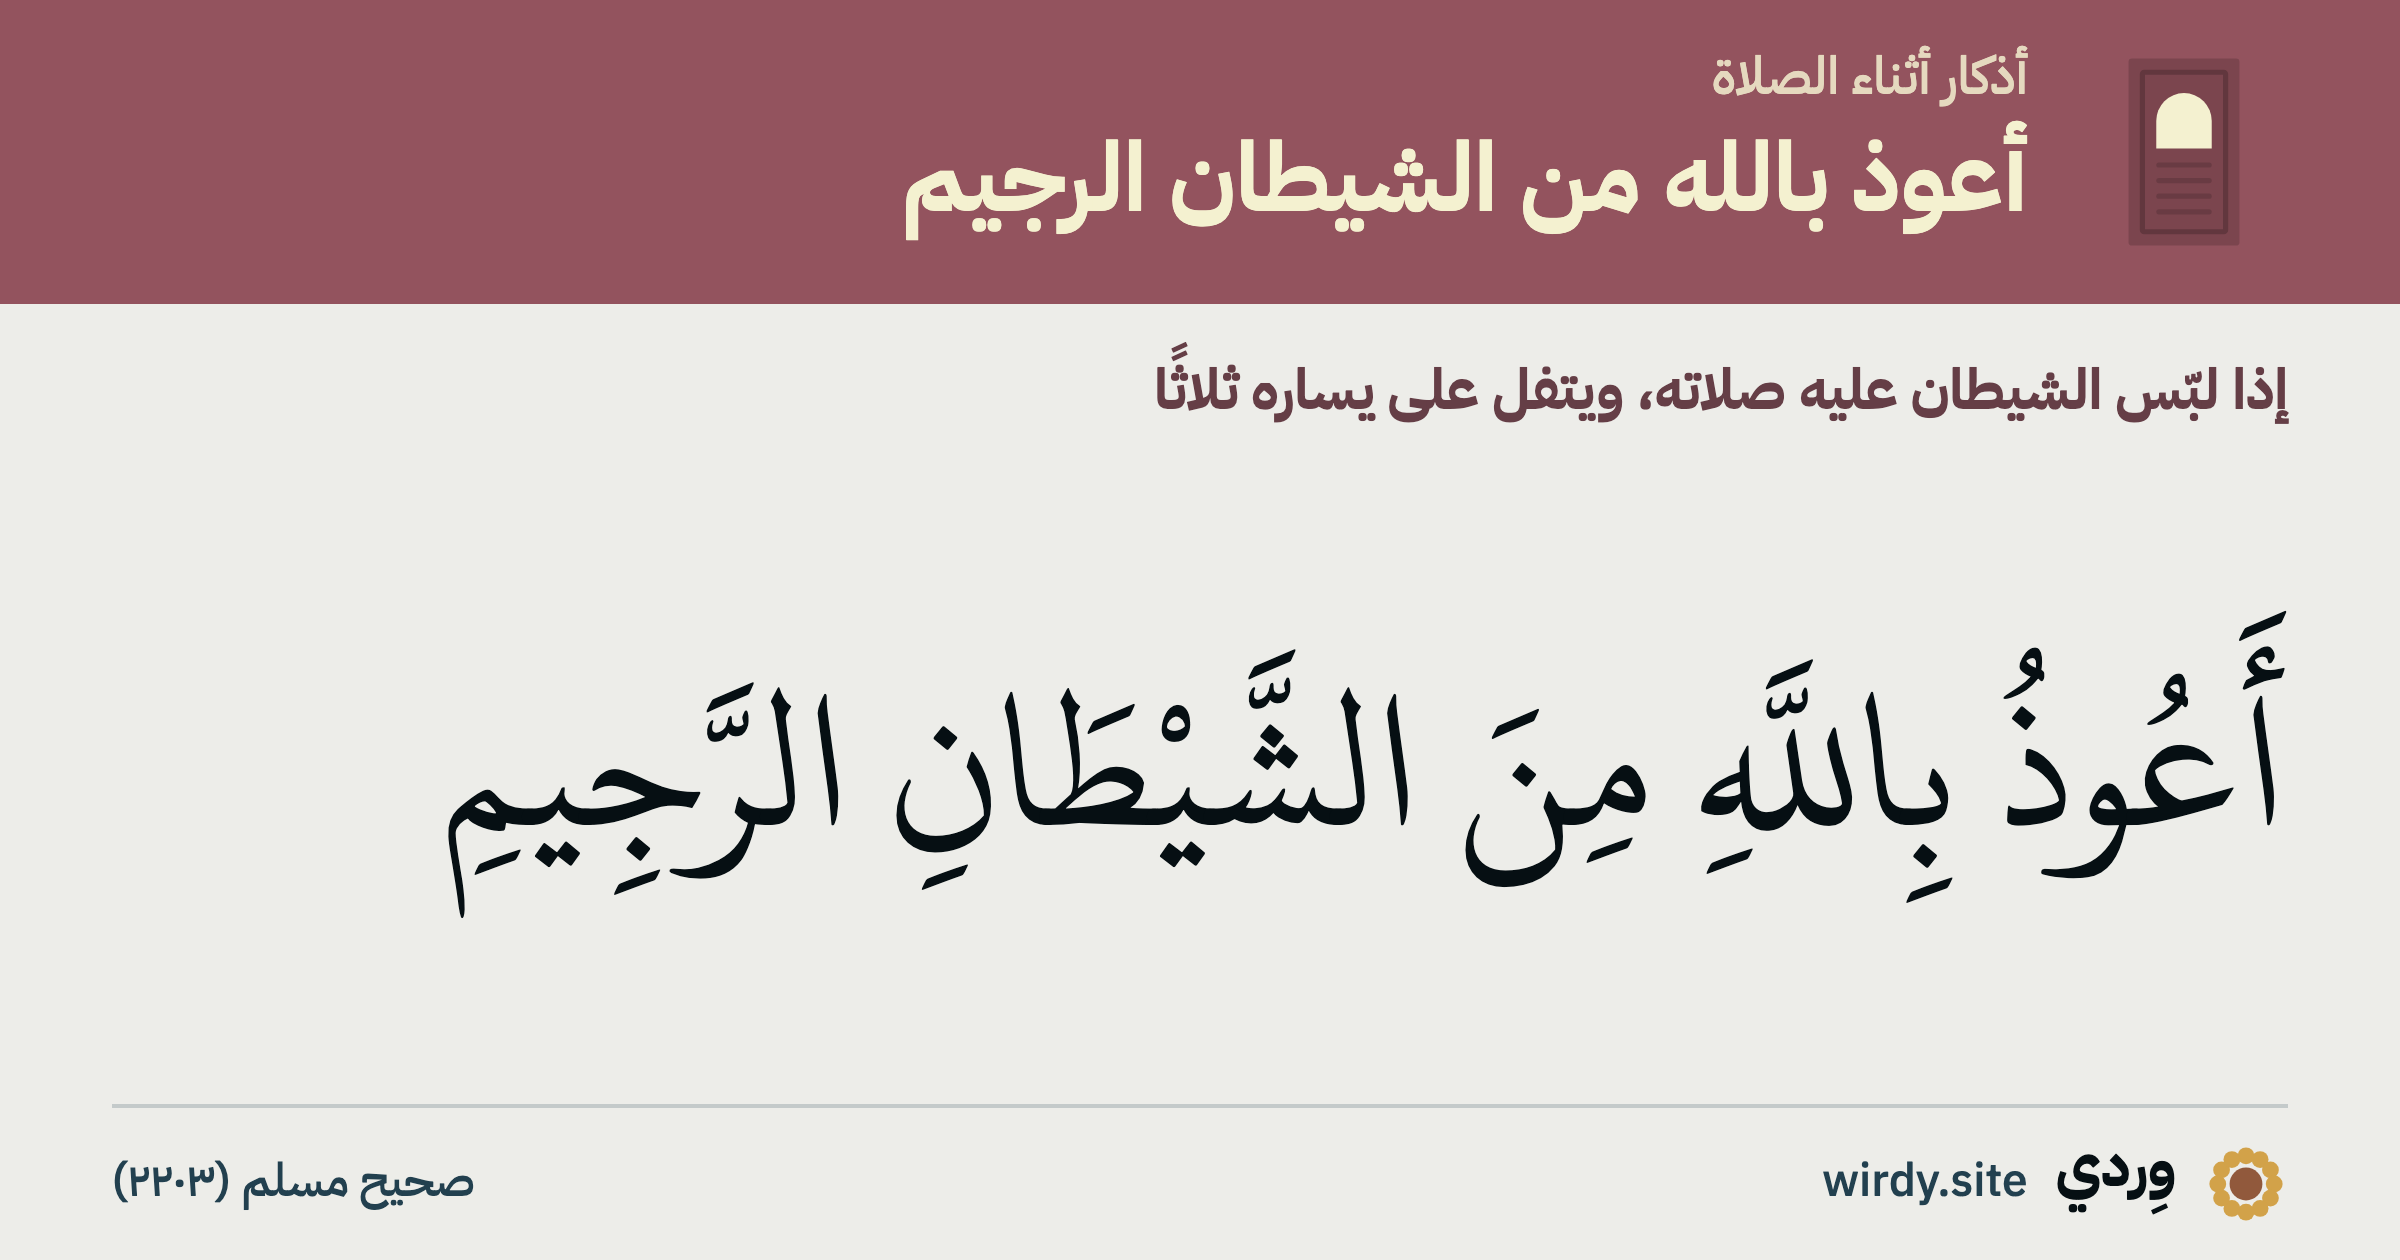 أذكار أثناء الصلاة
أعوذ بالله من الشيطان الرجيم
إذا لبّس الشيطان عليه صلاته، ويتفل على يساره ثلاثًا
أَعُوذُ بِاللَّهِ مِنَ الشَّيْطَانِ الرَّجِيمِ
وِردي wirdy.site
صحيح مسلم (٢٢٠٣)